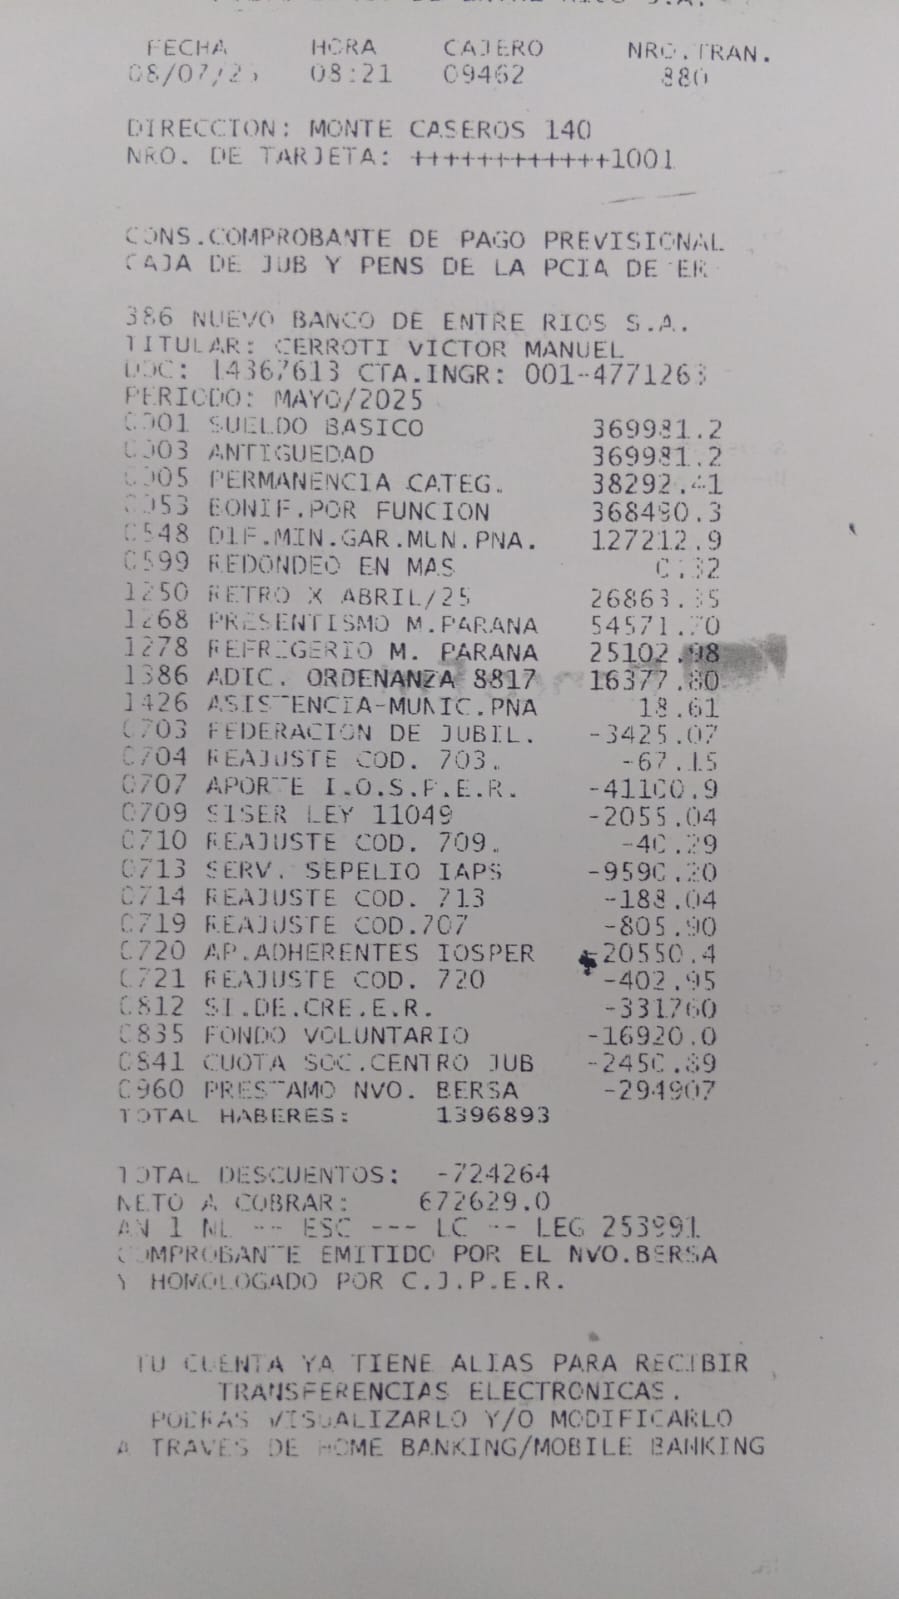 FECHA HORA CAJERO NRO.TRAN.
08/07/25 08:21 09462 880
DIRECCION: MONTE CASEROS 140
NRO. DE TARJETA: ++++++++++++1001
CONS.COMPROBANTE DE PAGO PREVISIONAL
CAJA DE JUB Y PENS DE LA PCIA DE ER
386 NUEVO BANCO DE ENTRE RIOS S.A.
TITULAR: CERROTI VICTOR MANUEL
DOC: 14367613 CTA.INGR: 001-4771263
PERIODO: MAYO/2025
0001 SUELDO BASICO 369981.2
0003 ANTIGUEDAD 369981.2
0005 PERMANENCIA CATEG. 38292.41
0053 BONIF.POR FUNCION 368490.3
0548 DIF.MIN.GAR.MUN.PNA. 127212.9
0599 REDONDEO EN MAS 0.32
1250 RETRO X ABRIL/25 26863.35
1268 PRESENTISMO M.PARANA 54571.70
1278 REFRIGERIO M. PARANA 25102.98
1386 ADIC. ORDENANZA 8817 16377.80
1426 ASISTENCIA-MUNIC.PNA 18.61
0703 FEDERACION DE JUBIL. -3425.07
0704 REAJUSTE COD. 703. -67.15
0707 APORTE I.O.S.P.E.R. -41100.9
0709 SISER LEY 11049 -2055.04
0710 REAJUSTE COD. 709. -40.29
0713 SERV. SEPELIO IAPS -9590.20
0714 REAJUSTE COD. 713 -188.04
0719 REAJUSTE COD.707 -805.90
0720 AP.ADHERENTES IOSPER -20550.4
0721 REAJUSTE COD. 720 -402.95
0812 SI.DE.CRE.E.R. -331760
0835 FONDO VOLUNTARIO -16920.0
0841 CUOTA SOC.CENTRO JUB -2450.89
0960 PRESTAMO NVO. BERSA -294907
TOTAL HABERES: 1396893
TOTAL DESCUENTOS: -724264
NETO A COBRAR: 672629.0
AN 1 NL -- ESC --- LC -- LEG 253991
COMPROBANTE EMITIDO POR EL NVO.BERSA
Y HOMOLOGADO POR C.J.P.E.R.
TU CUENTA YA TIENE ALIAS PARA RECIBIR
TRANSFERENCIAS ELECTRONICAS.
PODRAS VISUALIZARLO Y/O MODIFICARLO
A TRAVES DE HOME BANKING/MOBILE BANKING